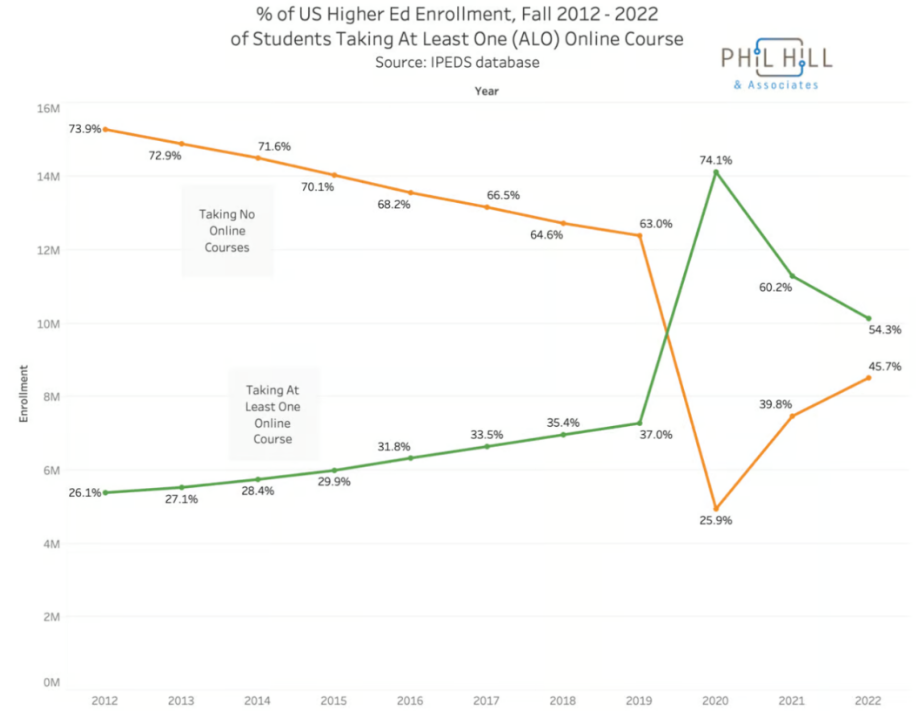 % of US Higher Ed Enrollment, Fall 2012 - 2022
of Students Taking At Least One (ALO) Online Course
Source: IPEDS database
PHIL HILL
& Associates
Year
16M
14M
12M
10M
8M
6M
4M
2M
0M
Enrollment
73.9%
72.9%
71.6%
70.1%
68.2%
66.5%
64.6%
63.0%
25.9%
39.8%
45.7%
Taking No
Online
Courses
26.1%
27.1%
28.4%
29.9%
31.8%
33.5%
35.4%
37.0%
74.1%
60.2%
54.3%
Taking At
Least One
Online
Course
2012 2013 2014 2015 2016 2017 2018 2019 2020 2021 2022